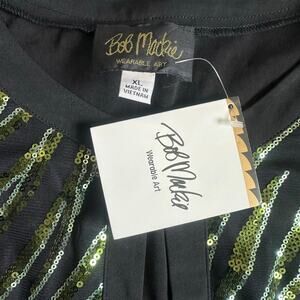 Bob Mackie
WEARABLE ART
XL
MADE IN
VIETNAM
Bob Mackie
Wearable Art